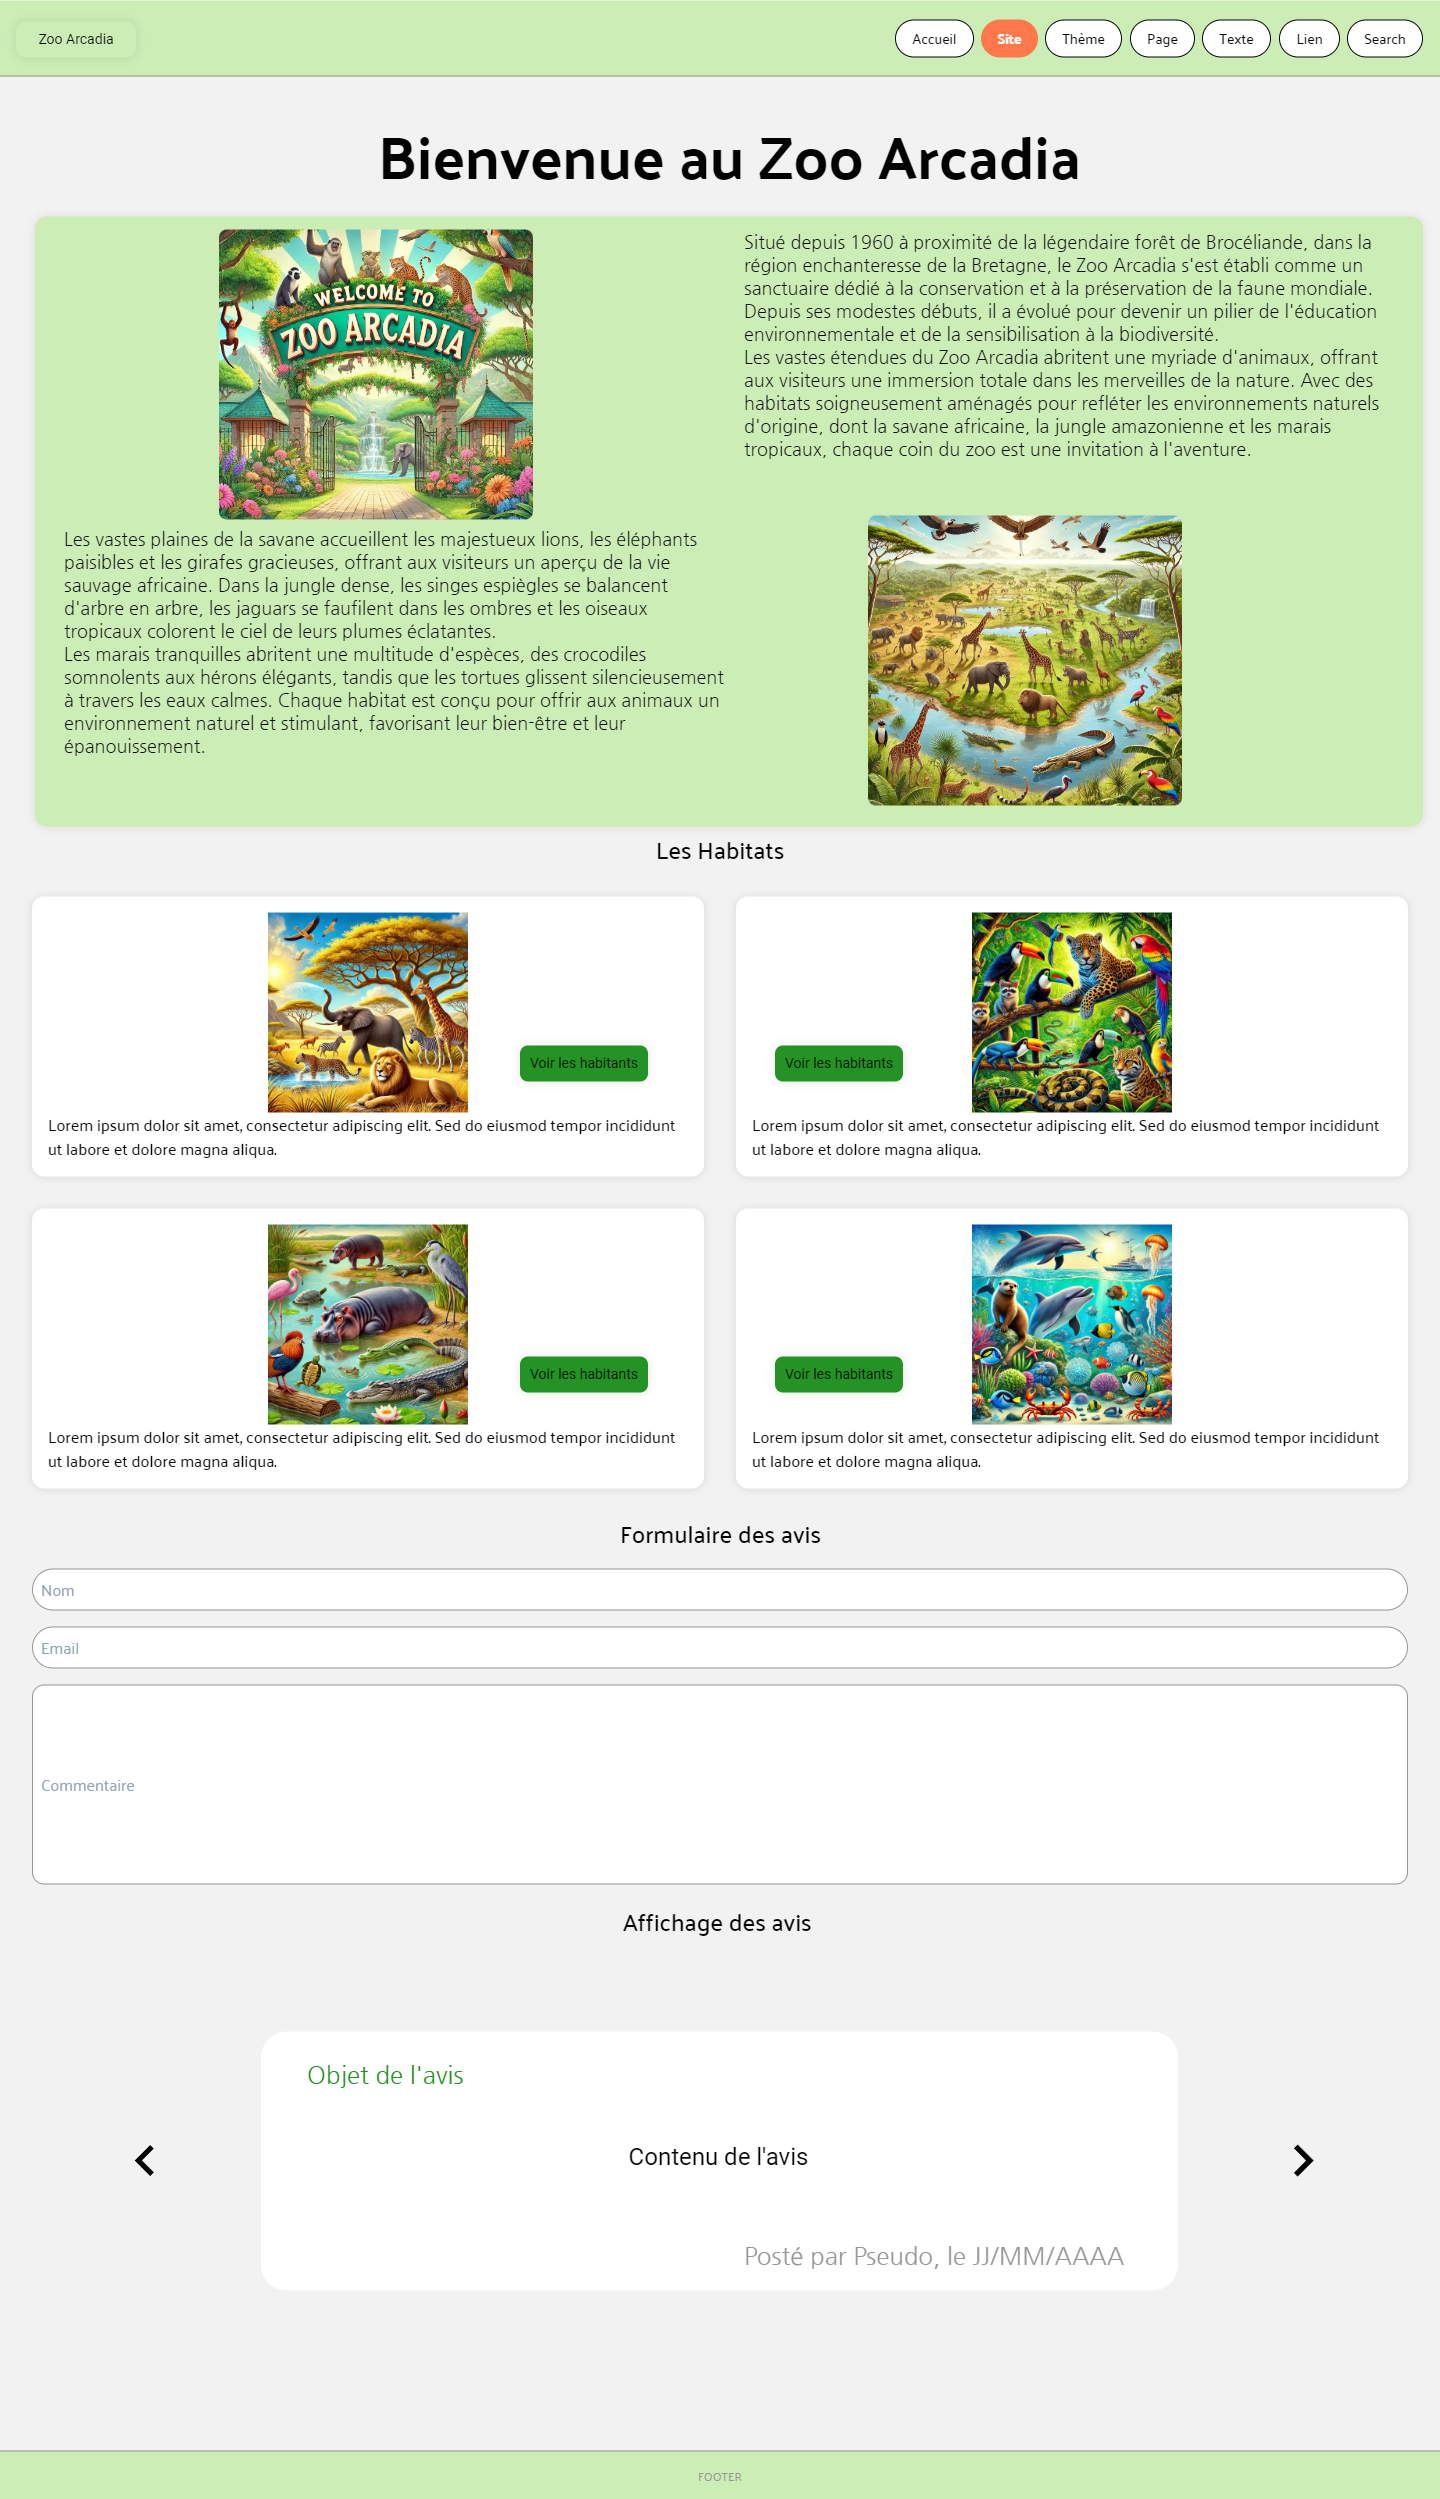 Zoo Arcadia
Accueil
Site
Thème
Page
Texte
Lien
Search
Bienvenue au Zoo Arcadia
WELCOME TO
ZOO ARCADIA
Situé depuis 1960 à proximité de la légendaire forêt de Brocéliande, dans la
région enchanteresse de la Bretagne, le Zoo Arcadia s'est établi comme un
sanctuaire dédié à la conservation et à la préservation de la faune mondiale.
Depuis ses modestes débuts, il a évolué pour devenir un pilier de l'éducation
environnementale et de la sensibilisation à la biodiversité.
Les vastes étendues du Zoo Arcadia abritent une myriade d'animaux, offrant
aux visiteurs une immersion totale dans les merveilles de la nature. Avec des
habitats soigneusement aménagés pour refléter les environnements naturels
d'origine, dont la savane africaine, la jungle amazonienne et les marais
tropicaux, chaque coin du zoo est une invitation à l'aventure.
Les vastes plaines de la savane accueillent les majestueux lions, les éléphants
paisibles et les girafes gracieuses, offrant aux visiteurs un aperçu de la vie
sauvage africaine. Dans la jungle dense, les singes espiègles se balancent
d'arbre en arbre, les jaguars se faufilent dans les ombres et les oiseaux
tropicaux colorent le ciel de leurs plumes éclatantes.
Les marais tranquilles abritent une multitude d'espèces, des crocodiles
somnolents aux hérons élégants, tandis que les tortues glissent silencieusement
à travers les eaux calmes. Chaque habitat est conçu pour offrir aux animaux un
environnement naturel et stimulant, favorisant leur bien-être et leur
épanouissement.
Les Habitats
Voir les habitants
Lorem ipsum dolor sit amet, consectetur adipiscing elit. Sed do eiusmod tempor incididunt
ut labore et dolore magna aliqua.
Voir les habitants
Lorem ipsum dolor sit amet, consectetur adipiscing elit. Sed do eiusmod tempor incididunt
ut labore et dolore magna aliqua.
Voir les habitants
Lorem ipsum dolor sit amet, consectetur adipiscing elit. Sed do eiusmod tempor incididunt
ut labore et dolore magna aliqua.
Voir les habitants
Lorem ipsum dolor sit amet, consectetur adipiscing elit. Sed do eiusmod tempor incididunt
ut labore et dolore magna aliqua.
Formulaire des avis
Nom
Email
Commentaire
Affichage des avis
Objet de l'avis
Contenu de l'avis
Posté par Pseudo, le JJ/MM/AAAA
FOOTER